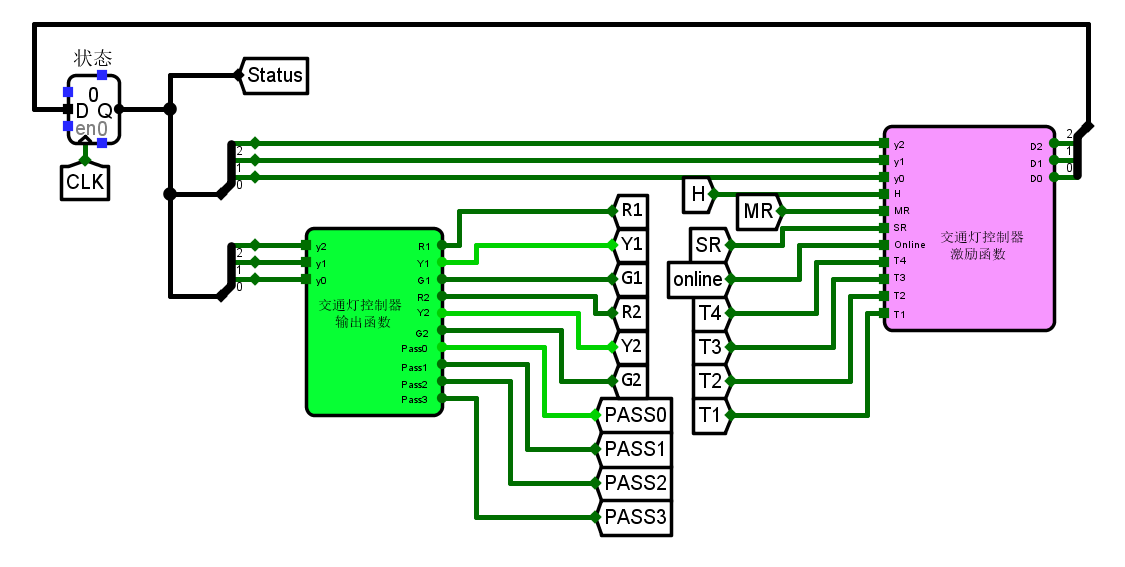 状态
0
D Q
en0
CLK
Status
2
1
0
2
1
0
y2
y1
y0
R1
Y1
G1
R2
Y2
G2
Pass0
Pass1
Pass2
Pass3
交通灯控制器
输出函数
R1
Y1
G1
R2
Y2
G2
PASS0
PASS1
PASS2
PASS3
H
MR
SR
online
T4
T3
T2
T1
y2
y1
y0
H
MR
SR
Online
T4
T3
T2
T1
交通灯控制器
激励函数
D2
D1
D0
2
1
0